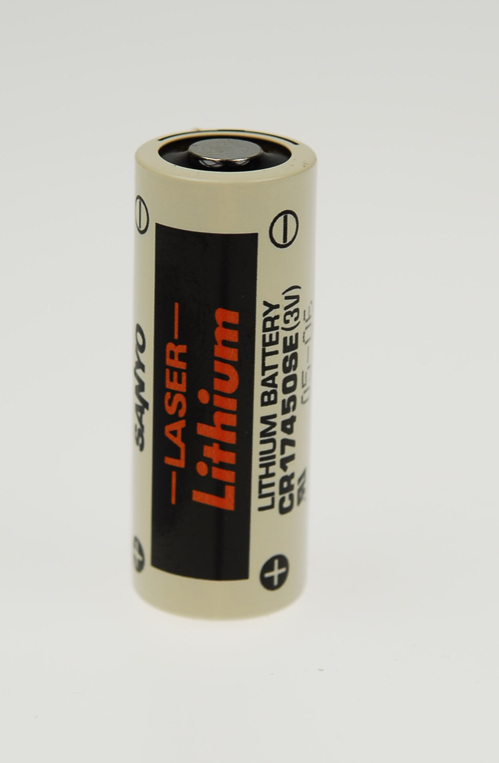 SANYO
—LASER—
Lithium
LITHIUM BATTERY
CR17450SE(3V)